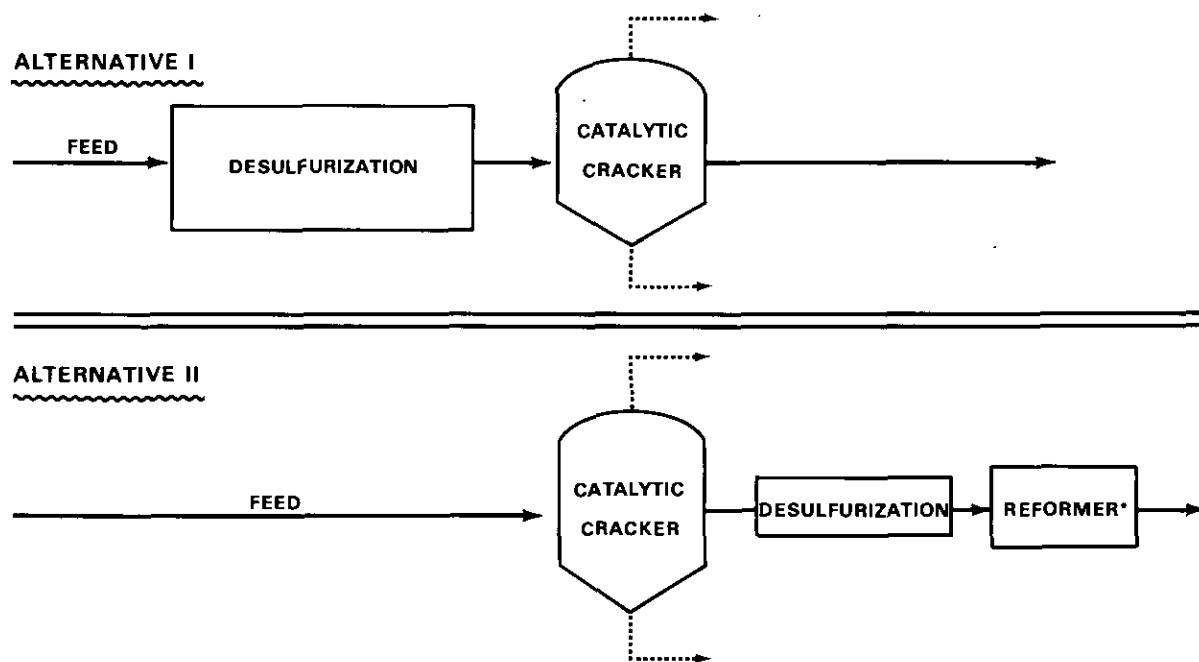 ALTERNATIVE I
FEED
DESULFURIZATION
CATALYTIC
CRACKER
ALTERNATIVE II
FEED
CATALYTIC
CRACKER
DESULFURIZATION
REFORMER*